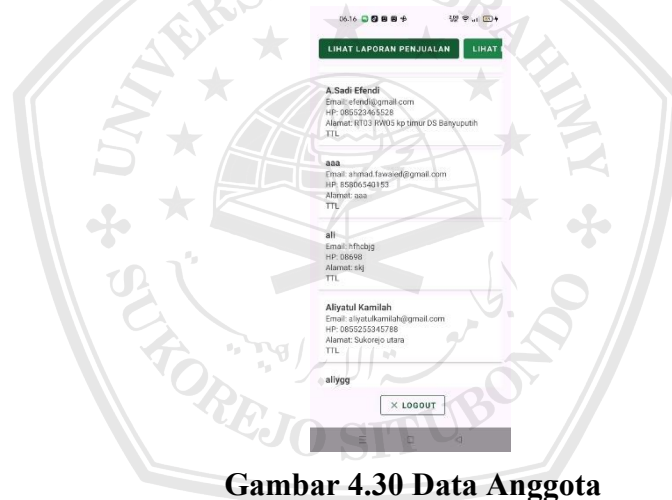 06.16
LIHAT LAPORAN PENJUALAN LIHAT
A.Sadi Efendi
Email: efendi@gmail.com
HP: 085523465528
Alamat: RT03 RW05 kp timur DS Banyuputih
TTL
aaa
Email: ahmad.fawaied@gmail.com
HP: 85806540153
Alamat: aaa
TTL
ali
Email: hfhcbjg
HP: 08698
Alamat: skj
TTL
Aliyatul Kamilah
Email: aliyatulkamilah@gmail.com
HP: 0855255345788
Alamat: Sukorejo utara
TTL
aliygg
× LOGOUT
SUKOREJO SITUBONDO
Gambar 4.30 Data Anggota